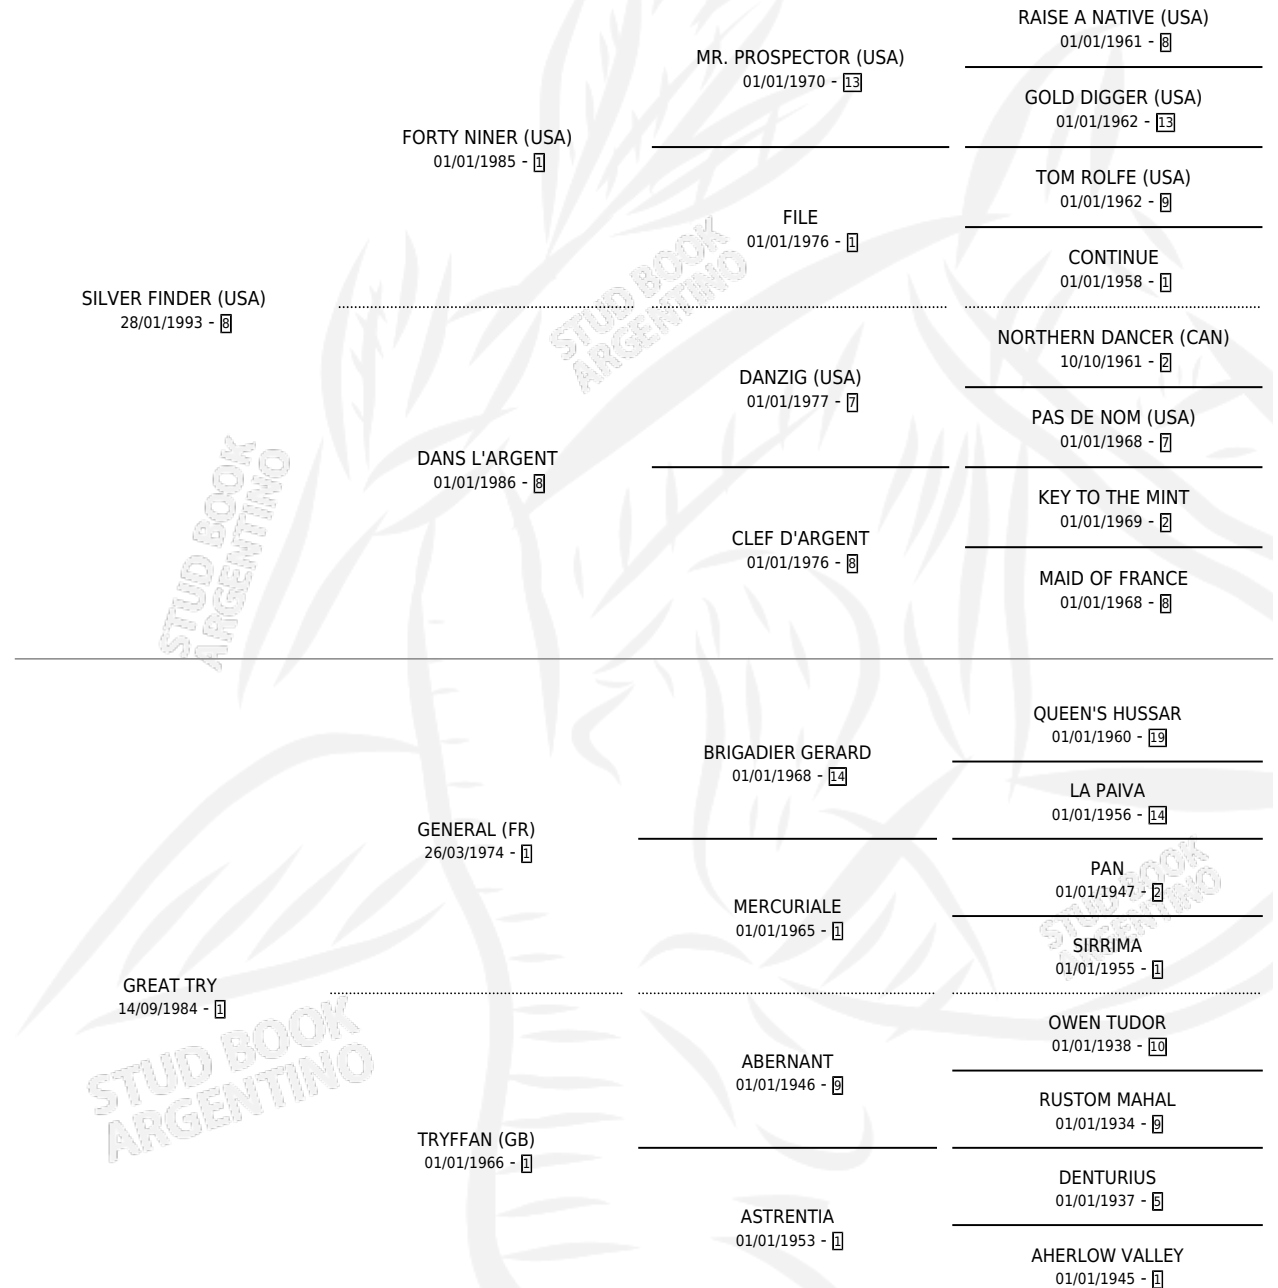 RAISE A NATIVE (USA)
01/01/1961 - 8
MR. PROSPECTOR (USA)
01/01/1970 - 13
GOLD DIGGER (USA)
01/01/1962 - 13
FORTY NINER (USA)
01/01/1985 - 1
TOM ROLFE (USA)
01/01/1962 - 9
FILE
01/01/1976 - 1
CONTINUE
01/01/1958 - 1
SILVER FINDER (USA)
28/01/1993 - 8
STUD BOOK
ARGENTINO
NORTHERN DANCER (CAN)
10/10/1961 - 2
DANZIG (USA)
01/01/1977 - 7
PAS DE NOM (USA)
01/01/1968 - 7
DANS L'ARGENT
01/01/1986 - 8
KEY TO THE MINT
01/01/1969 - 2
CLEF D'ARGENT
01/01/1976 - 8
MAID OF FRANCE
01/01/1968 - 8
STUD BOOK
ARGENTINO
QUEEN'S HUSSAR
01/01/1960 - 19
BRIGADIER GERARD
01/01/1968 - 14
LA PAIVA
01/01/1956 - 14
GENERAL (FR)
26/03/1974 - 1
PAN
01/01/1947 - 2
MERCURIALE
01/01/1965 - 1
SIRRIMA
01/01/1955 - 1
STUD BOOK
ARGENTINO
GREAT TRY
14/09/1984 - 1
OWEN TUDOR
01/01/1938 - 10
ABERNANT
01/01/1946 - 9
RUSTOM MAHAL
01/01/1934 - 9
STUD BOOK
ARGENTINO
TRYFFAN (GB)
01/01/1966 - 1
DENTURIUS
01/01/1937 - 5
ASTRENTIA
01/01/1953 - 1
AHERLOW VALLEY
01/01/1945 - 1